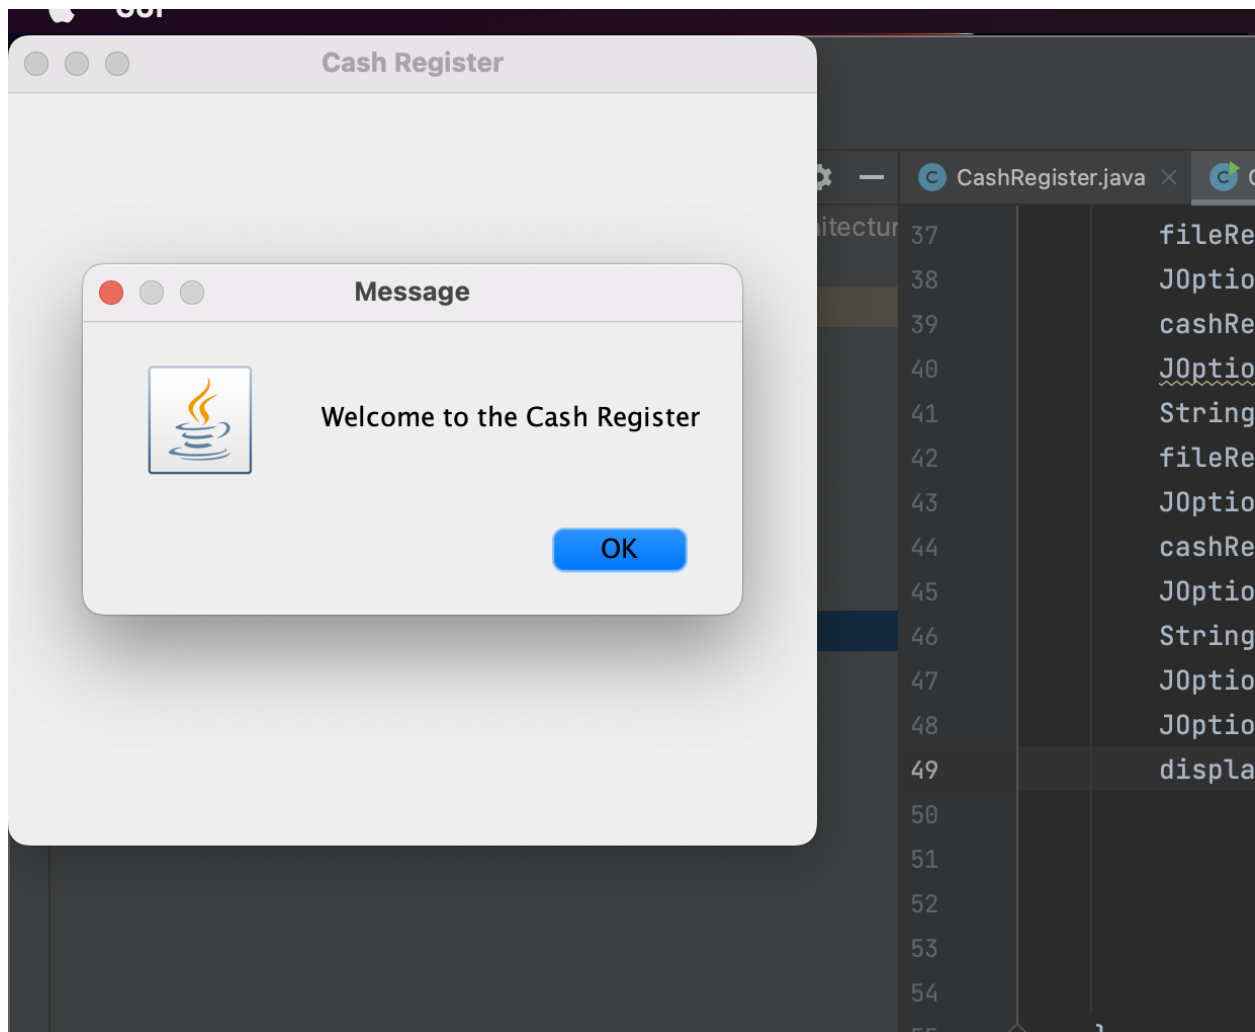 GUI
Cash Register
CashRegister.java
Message
Welcome to the Cash Register
OK
37 fileRe
38 JOptio
39 cashRe
40 JOptio
41 String
42 fileRe
43 JOptio
44 cashRe
45 JOptio
46 String
47 JOptio
48 JOptio
49 displa
50
51
52
53
54